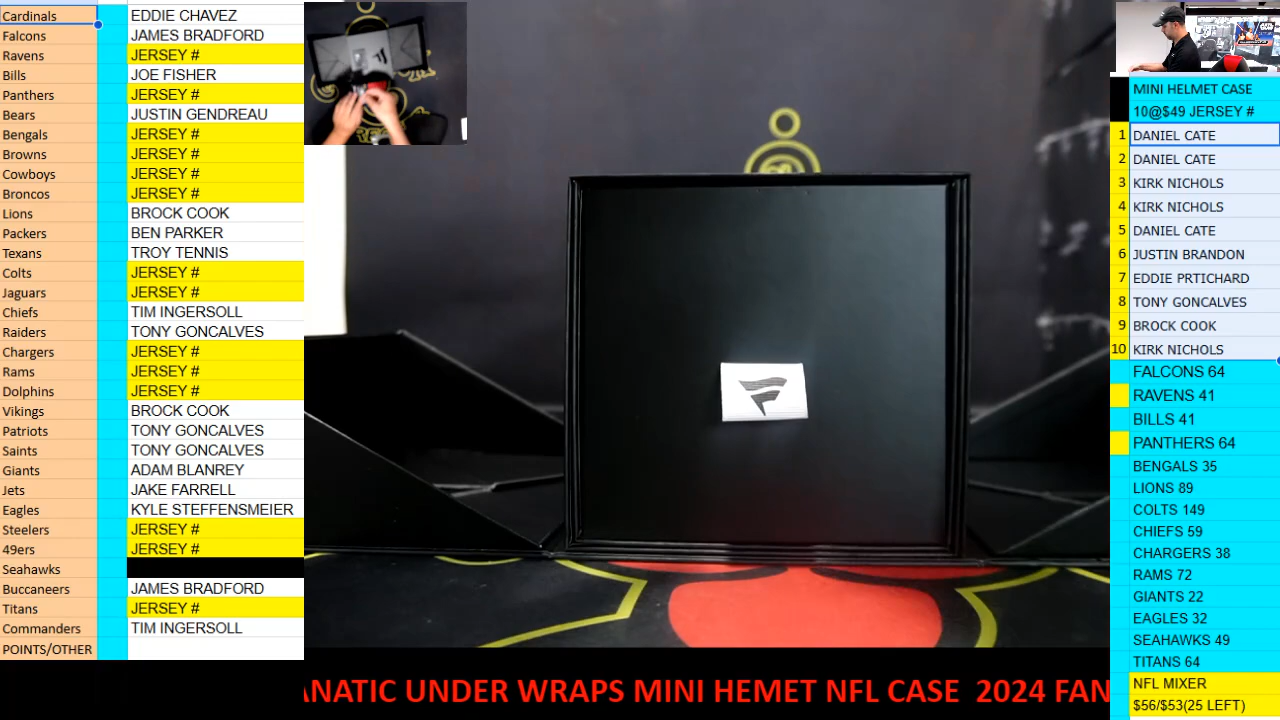 Cardinals EDDIE CHAVEZ
Falcons JAMES BRADFORD
Ravens JERSEY #
Bills JOE FISHER
Panthers JERSEY #
Bears JUSTIN GENDREAU
Bengals JERSEY #
Browns JERSEY #
Cowboys JERSEY #
Broncos JERSEY #
Lions BROCK COOK
Packers BEN PARKER
Texans TROY TENNIS
Colts JERSEY #
Jaguars JERSEY #
Chiefs TIM INGERSOLL
Raiders TONY GONCALVES
Chargers JERSEY #
Rams JERSEY #
Dolphins JERSEY #
Vikings BROCK COOK
Patriots TONY GONCALVES
Saints TONY GONCALVES
Giants ADAM BLANREY
Jets JAKE FARRELL
Eagles KYLE STEFFENSMEIER
Steelers JERSEY #
49ers JERSEY #
Seahawks
Buccaneers JAMES BRADFORD
Titans JERSEY #
Commanders TIM INGERSOLL
POINTS/OTHER
MINI HELMET CASE
10@$49 JERSEY #
1 DANIEL CATE
2 DANIEL CATE
3 KIRK NICHOLS
4 KIRK NICHOLS
5 DANIEL CATE
6 JUSTIN BRANDON
7 EDDIE PRTICHARD
8 TONY GONCALVES
9 BROCK COOK
10 KIRK NICHOLS
FALCONS 64
RAVENS 41
BILLS 41
PANTHERS 64
BENGALS 35
LIONS 89
COLTS 149
CHIEFS 59
CHARGERS 38
RAMS 72
GIANTS 22
EAGLES 32
SEAHAWKS 49
TITANS 64
NFL MIXER
$56/$53(25 LEFT)
ANATIC UNDER WRAPS MINI HEMET NFL CASE 2024 FAN